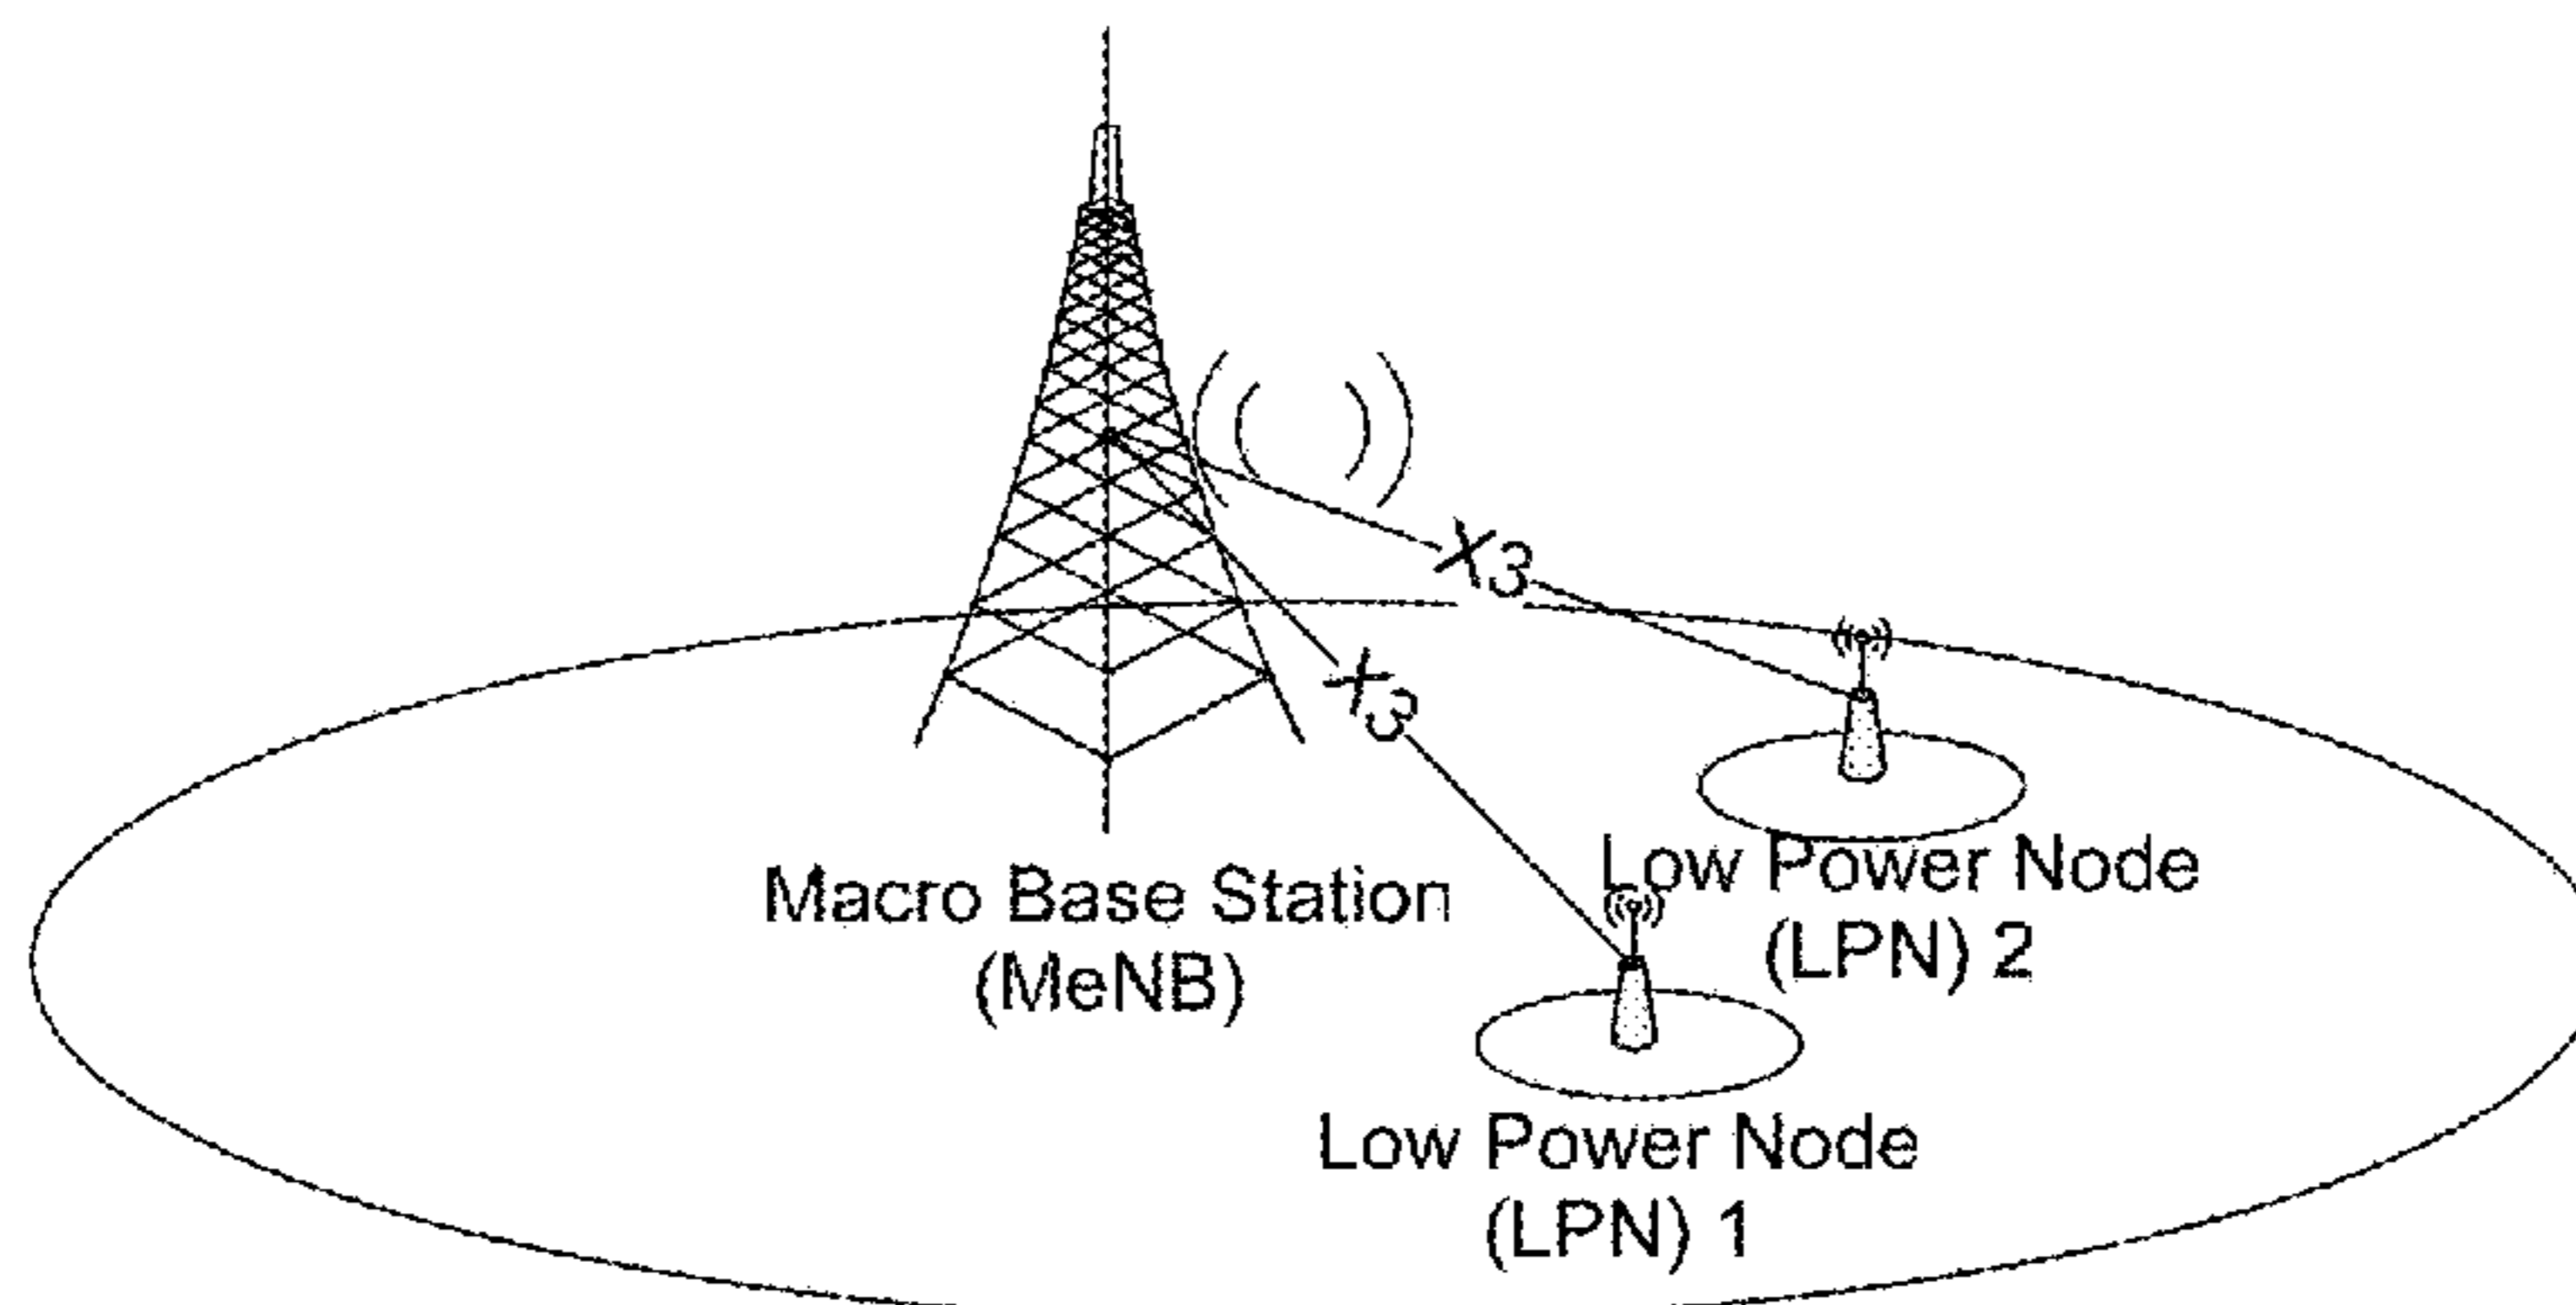 X3
X3
Macro Base Station
(MeNB)
Low Power Node
(LPN) 2
Low Power Node
(LPN) 1